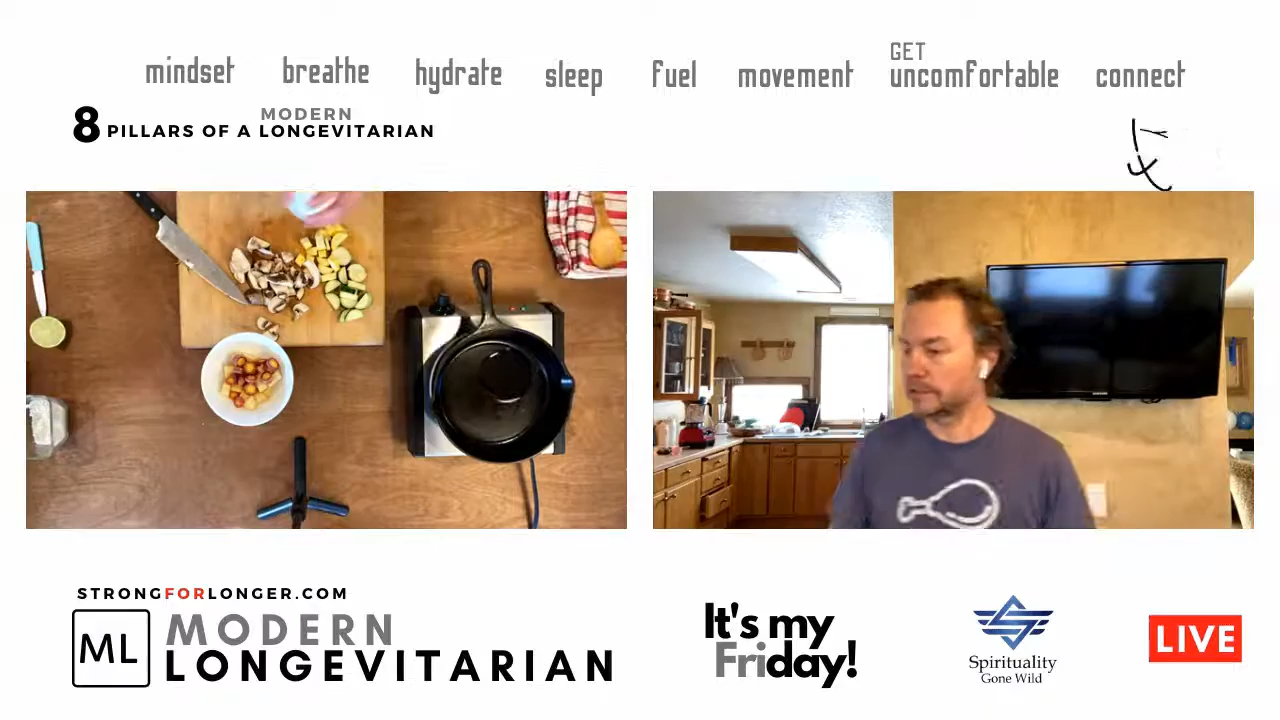 mindset breathe hydrate sleep fuel movement GET uncomfortable connect
8 PILLARS OF A MODERN LONGEVITARIAN
STRONGFORLONGER.COM
ML MODERN
LONGEVITARIAN
It's my
Friday!
Spirituality
Gone Wild
LIVE